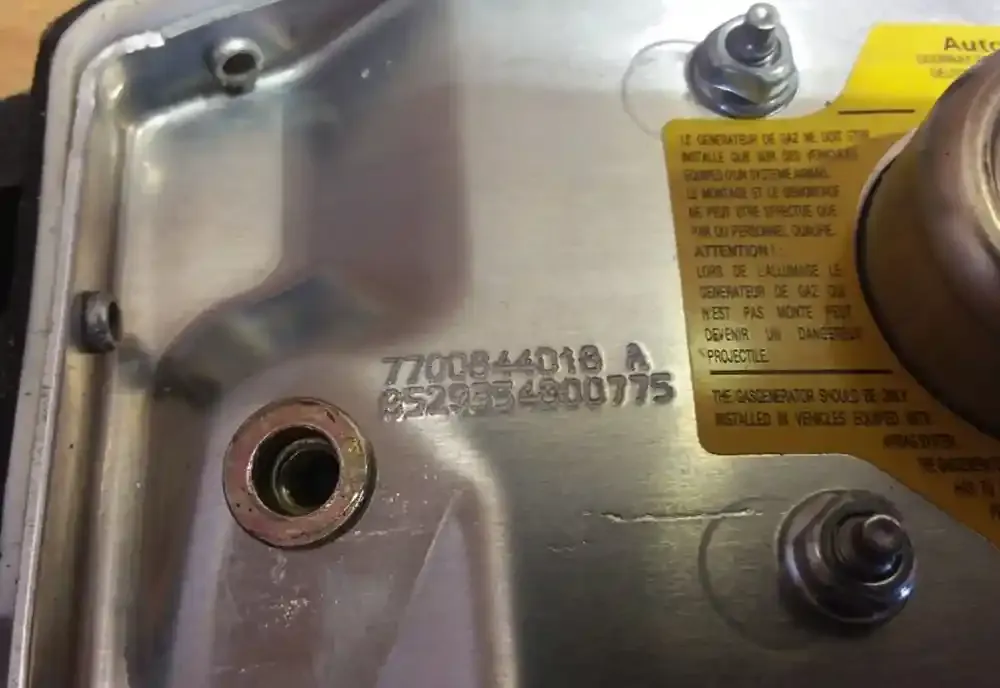 Auto
LE GENERATEUR DE GAZ NE DOIT ETRE
INSTALLE QUE SUR DES VEHICULES
EQUIPES D'UN SYSTEME AIRBAG.
LE MONTAGE ET LE DEMONTAGE
NE PEUT ETRE EFFECTUE QUE
PAR DU PERSONNEL QUALIFIE.
ATTENTION !
LORS DE L'ALLUMAGE LE
GENERATEUR DE GAZ QUI
N'EST PAS MONTE PEUT
DEVENIR UN DANGEREUX
PROJECTILE.
7700844018 A
THE GASGENERATOR SHOULD BE ONLY
INSTALLED IN VEHICLES EQUIPED WITH
AIRBAG SYSTEM